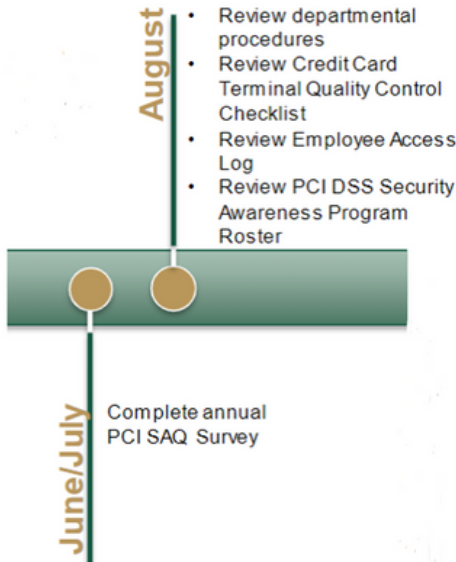 August
• Review departmental
procedures
• Review Credit Card
Terminal Quality Control
Checklist
• Review Employee Access
Log
• Review PCI DSS Security
Awareness Program
Roster
June/July
Complete annual
PCI SAQ Survey